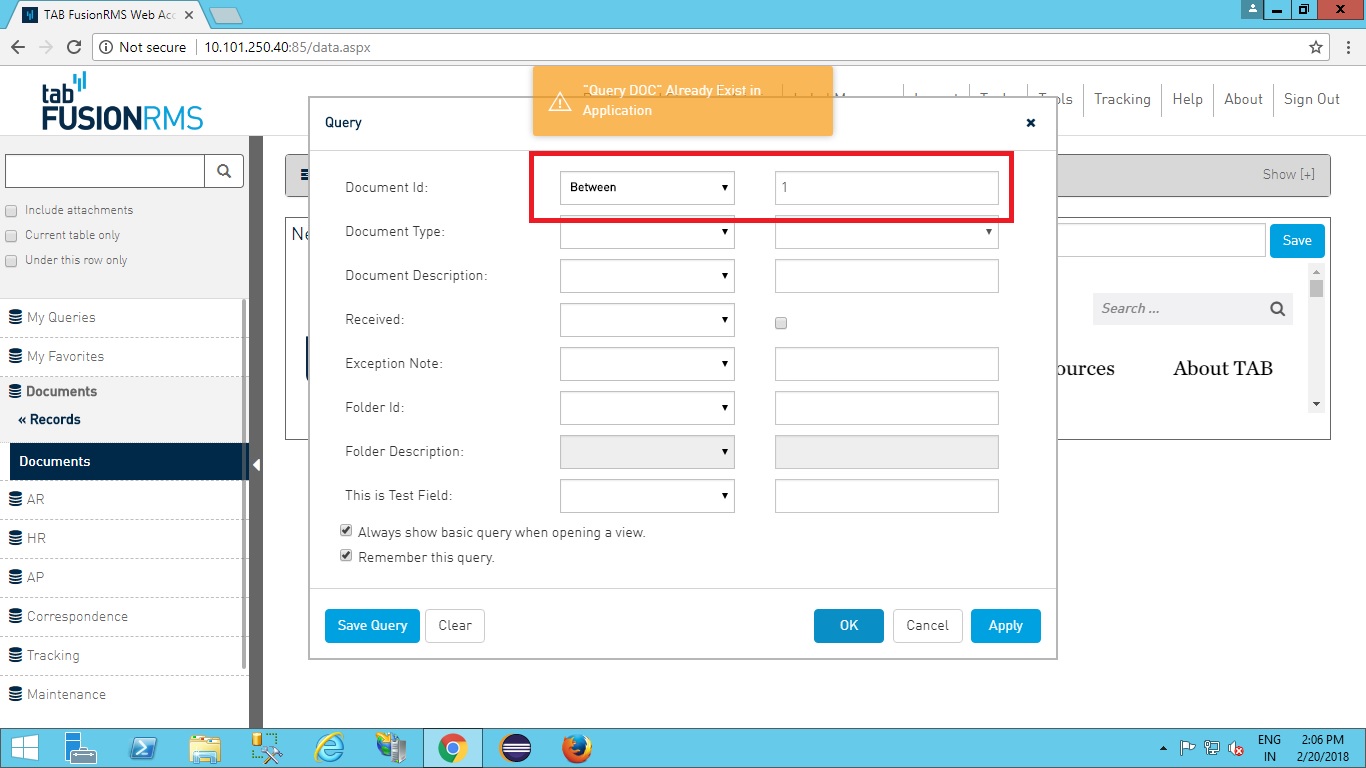 TAB FusionRMS Web Acc
Not secure
10.101.250.40:85/data.aspx
tab
FUSIONRMS
"Query DOC" Already Exist in
Application
Tracking
Help
About
Sign Out
Query
Show [+]
Include attachments
Current table only
Under this row only
My Queries
My Favorites
Documents
« Records
Documents
AR
HR
AP
Correspondence
Tracking
Maintenance
Document Id:
Between
1
Document Type:
Document Description:
Received:
Exception Note:
Folder Id:
Folder Description:
This is Test Field:
Always show basic query when opening a view.
Remember this query.
Save Query
Clear
OK
Cancel
Apply
Save
Search ...
ources
About TAB
ENG
IN
2:06 PM
2/20/2018